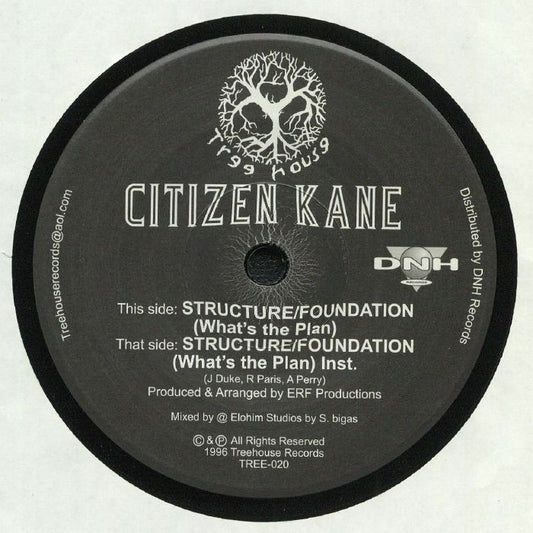 Tree house
CITIZEN KANE
Treehouserecords@aol.com
Distributed by DNH Records
DNH
RECORDS
This side: STRUCTURE/FOUNDATION
(What's the Plan)
That side: STRUCTURE/FOUNDATION
(What's the Plan) Inst.
(J Duke, R Paris, A Perry)
Produced & Arranged by ERF Productions
Mixed by @ Elohim Studios by S. bigas
© & ℗ All Rights Reserved
1996 Treehouse Records
TREE-020